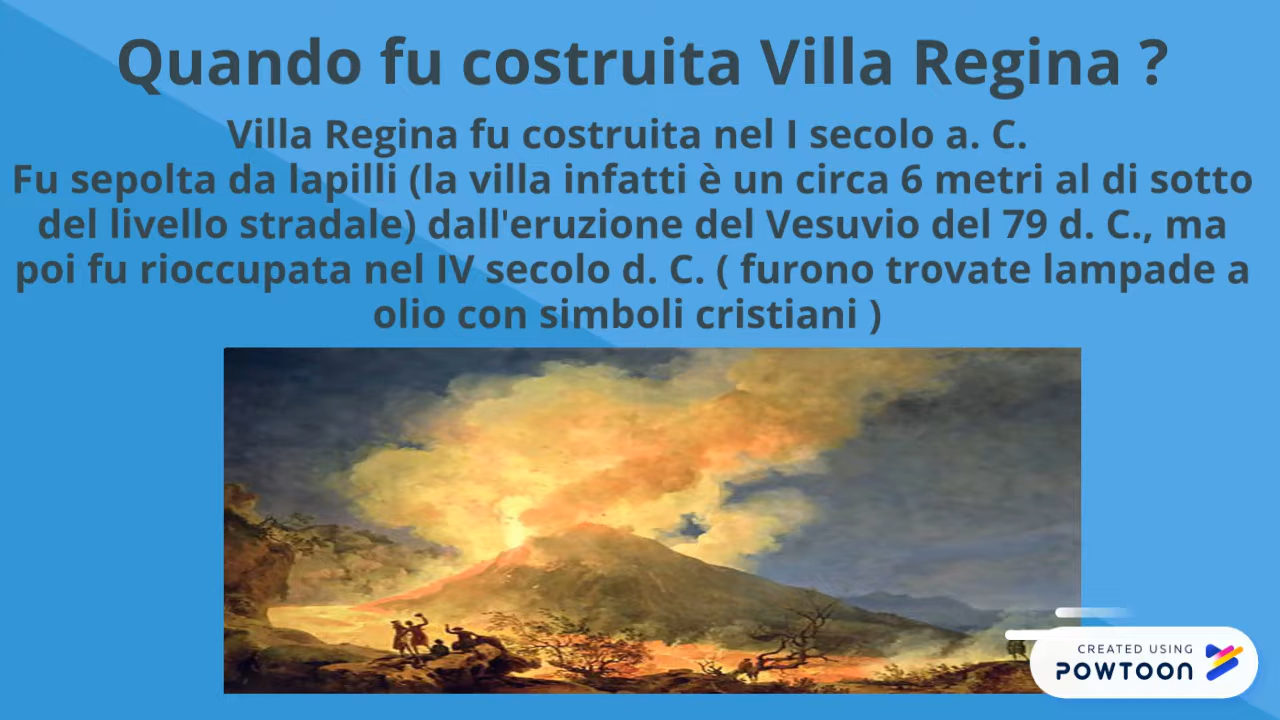 Quando fu costruita Villa Regina ?
Villa Regina fu costruita nel I secolo a. C.
Fu sepolta da lapilli (la villa infatti è un circa 6 metri al di sotto
del livello stradale) dall'eruzione del Vesuvio del 79 d. C., ma
poi fu rioccupata nel IV secolo d. C. ( furono trovate lampade a
olio con simboli cristiani )
CREATED USING
POWTOON